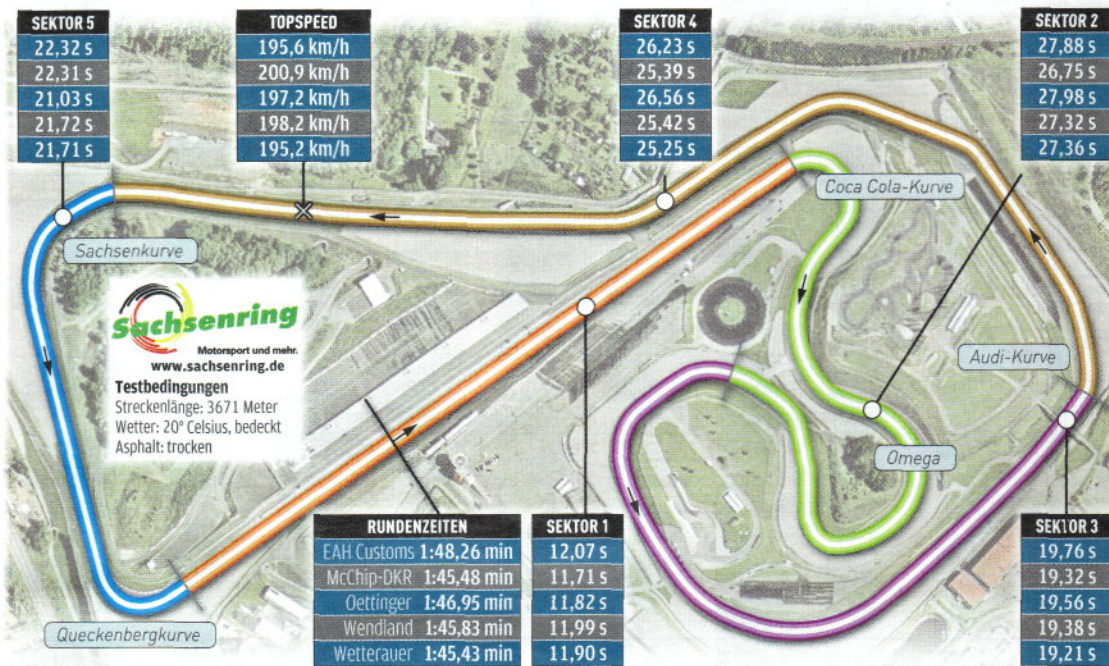 SEKTOR 5
22,32 s
22,31 s
21,03 s
21,72 s
21,71 s
TOPSPEED
195,6 km/h
200,9 km/h
197,2 km/h
198,2 km/h
195,2 km/h
SEKTOR 4
26,23 s
25,39 s
26,56 s
25,42 s
25,25 s
SEKTOR 2
27,88 s
26,75 s
27,98 s
27,32 s
27,36 s
Coca Cola-Kurve
Sachsenkurve
Sachsenring
Motorsport und mehr.
www.sachsenring.de
Testbedingungen
Streckenlänge: 3671 Meter
Wetter: 20° Celsius, bedeckt
Asphalt: trocken
Audi-Kurve
Omega
Queckenbergkurve
RUNDENZEITEN
EAH Customs 1:48,26 min
McChip-DKR 1:45,48 min
Oettinger 1:46,95 min
Wendland 1:45,83 min
Wetterauer 1:45,43 min
SEKTOR 1
12,07 s
11,71 s
11,82 s
11,99 s
11,90 s
SEKTOR 3
19,76 s
19,32 s
19,56 s
19,38 s
19,21 s